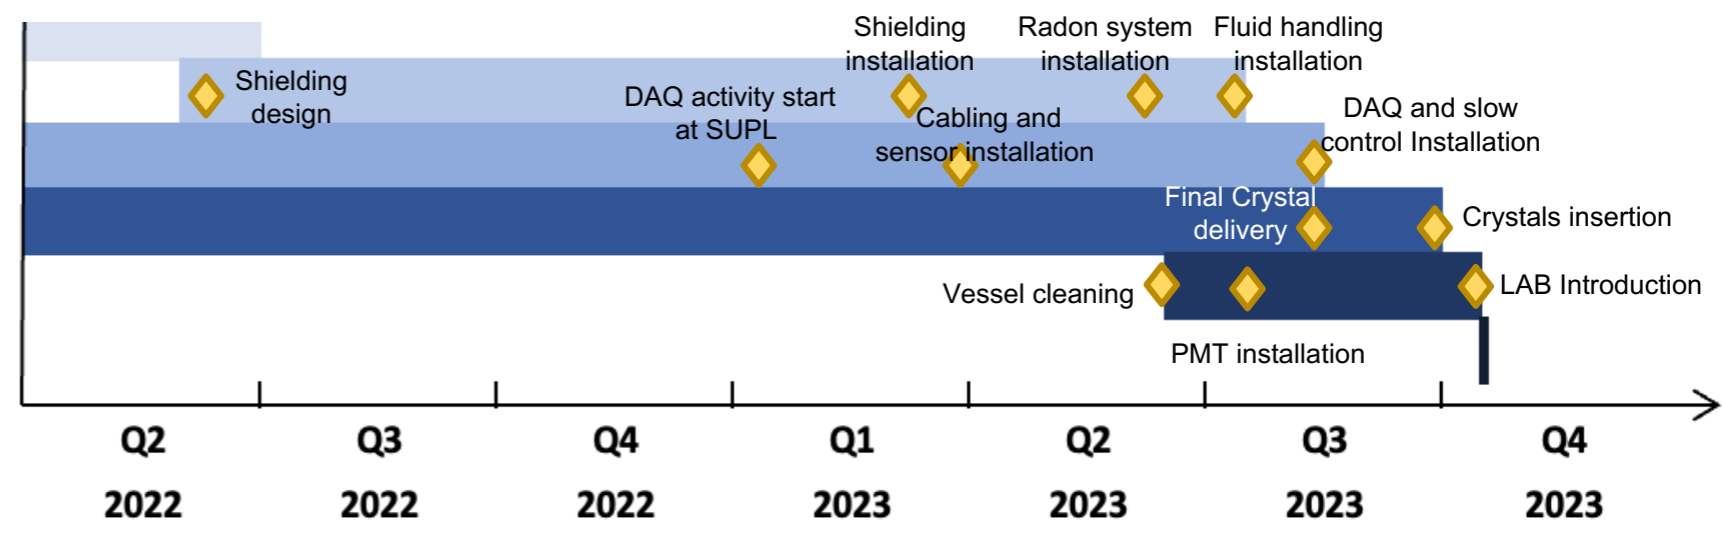 Shielding
installation
Radon system
installation
Fluid handling
installation
Shielding
design
DAQ activity start
at SUPL
Cabling and
sensor installation
DAQ and slow
control Installation
Final Crystal
delivery
Crystals insertion
Vessel cleaning
LAB Introduction
PMT installation
Q2 Q3 Q4 Q1 Q2 Q3 Q4
2022 2022 2022 2023 2023 2023 2023